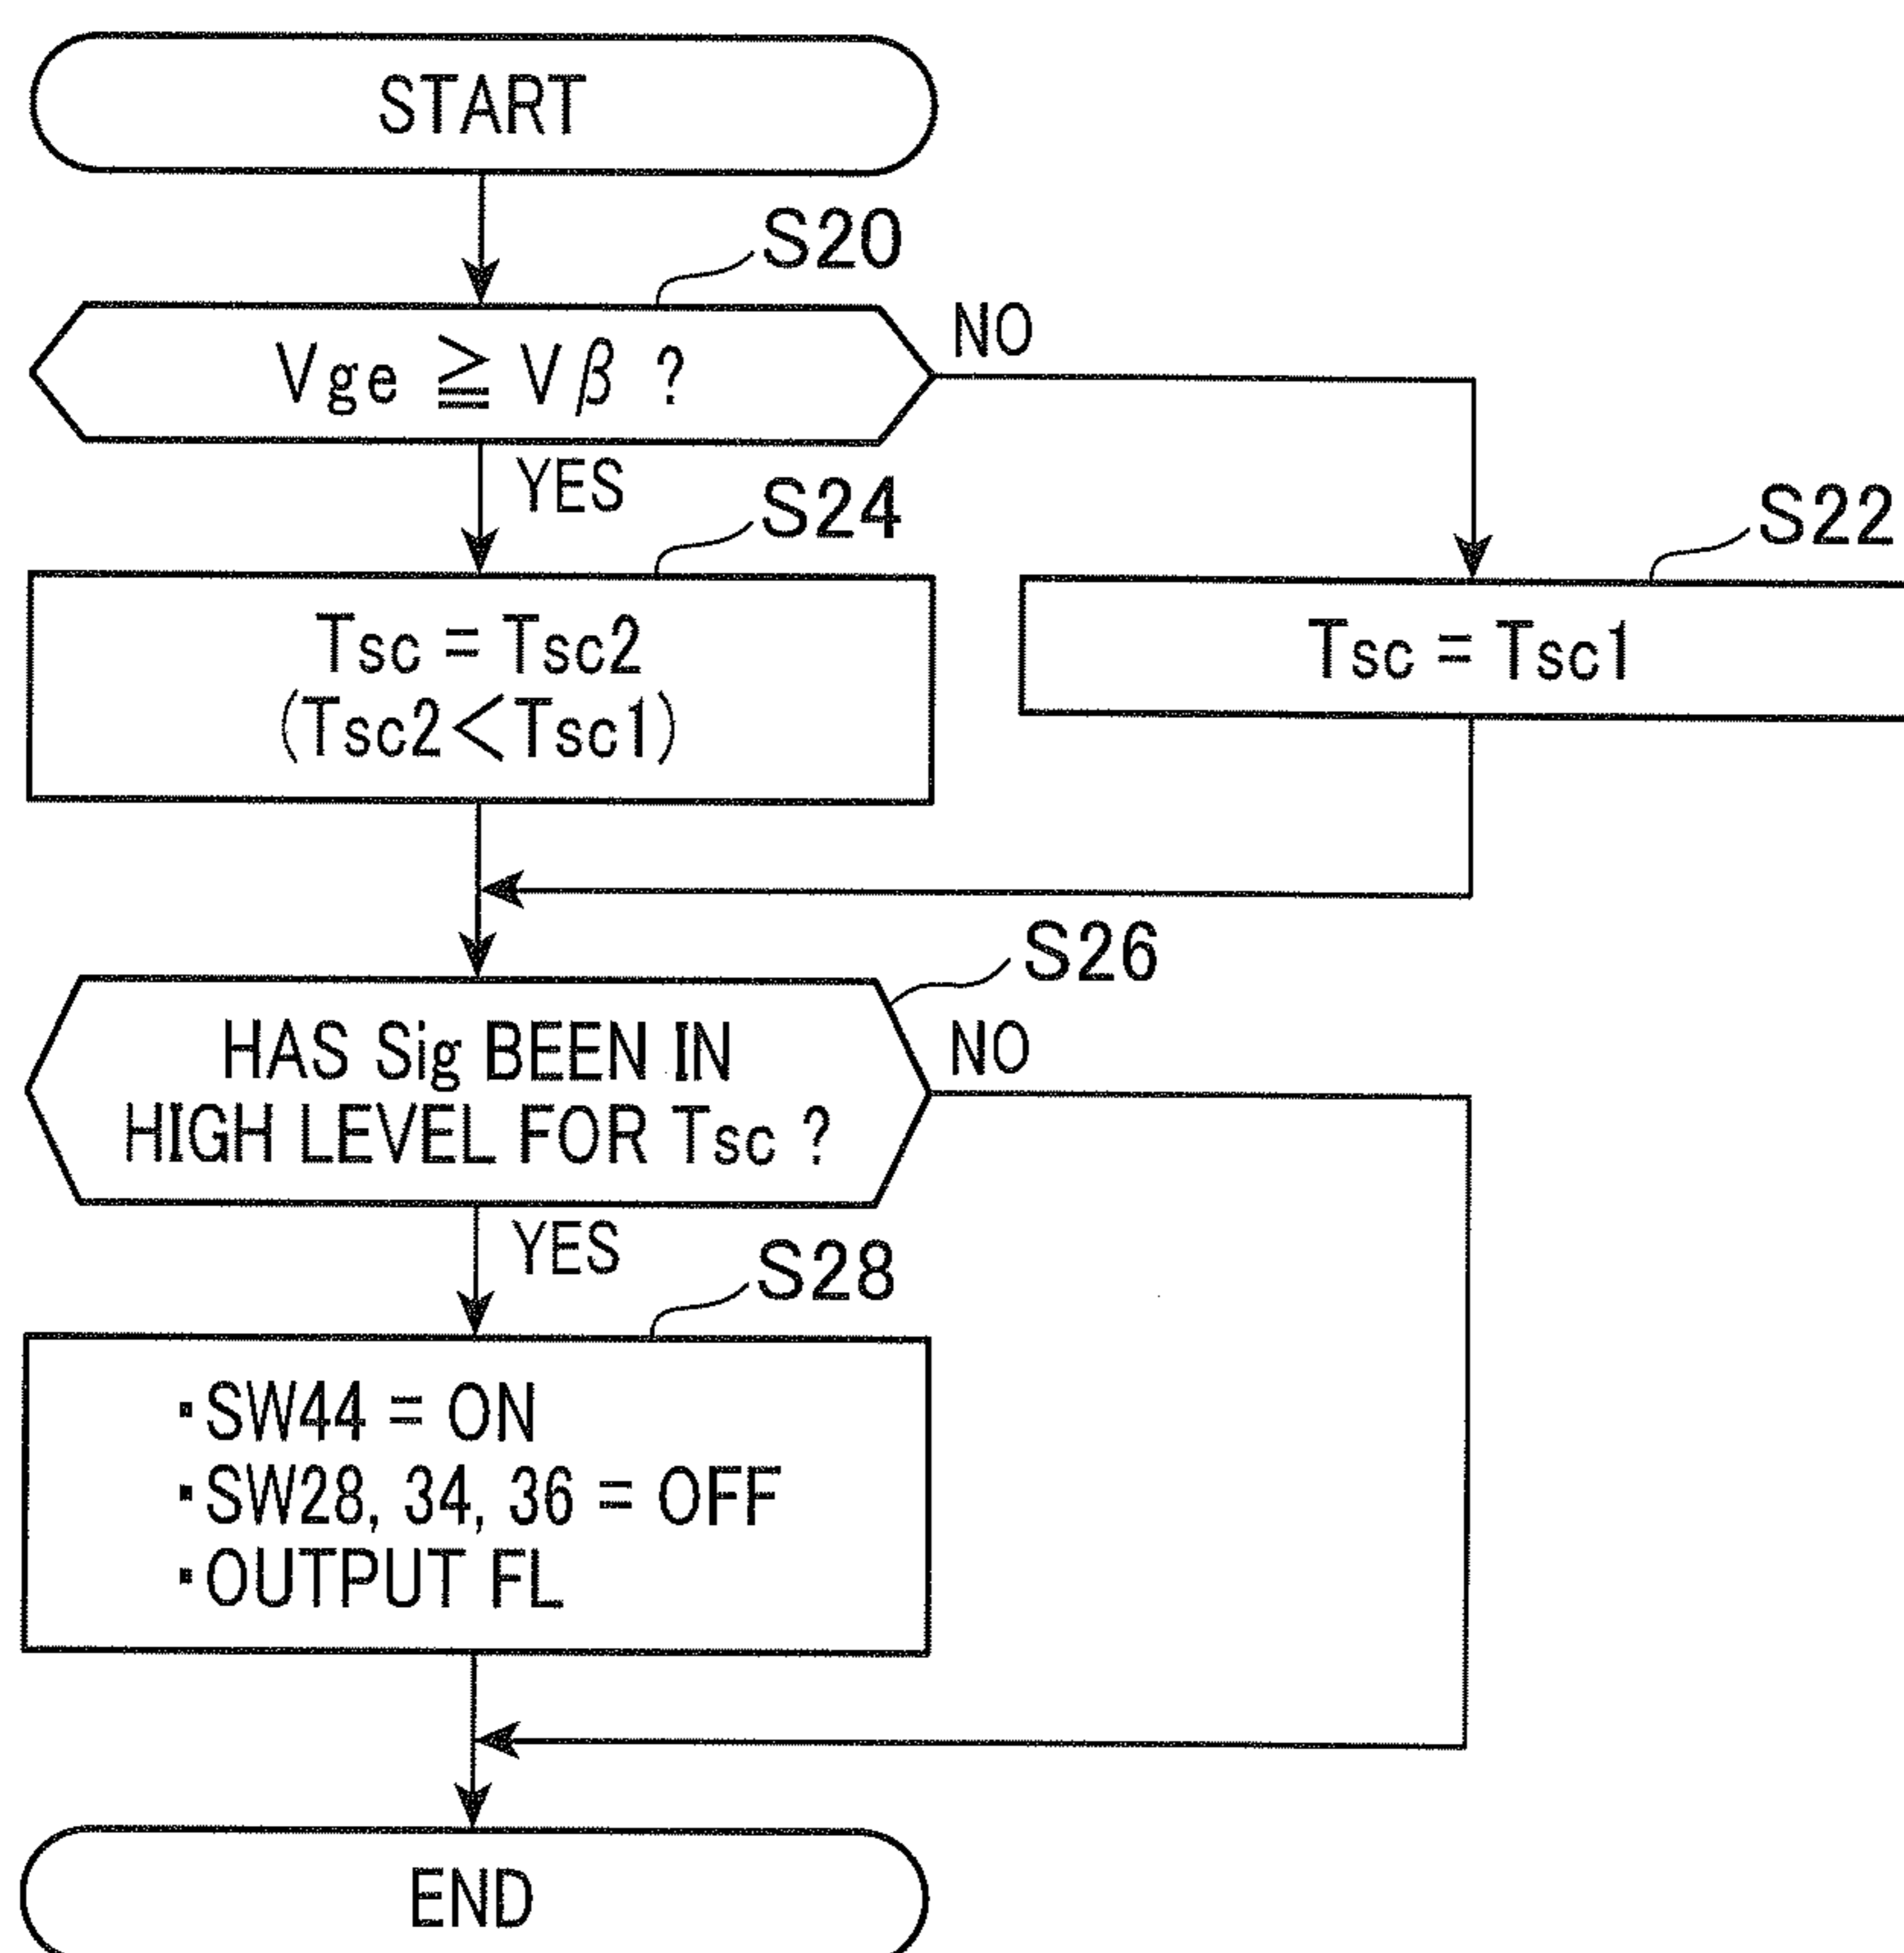 START
S20
Vge ≧ Vβ ?
NO
YES
S24
S22
Tsc = Tsc2
(Tsc2<Tsc1)
Tsc = Tsc1
S26
HAS Sig BEEN IN
HIGH LEVEL FOR Tsc ?
NO
YES
S28
・SW44 = ON
・SW28, 34, 36 = OFF
・OUTPUT FL
END